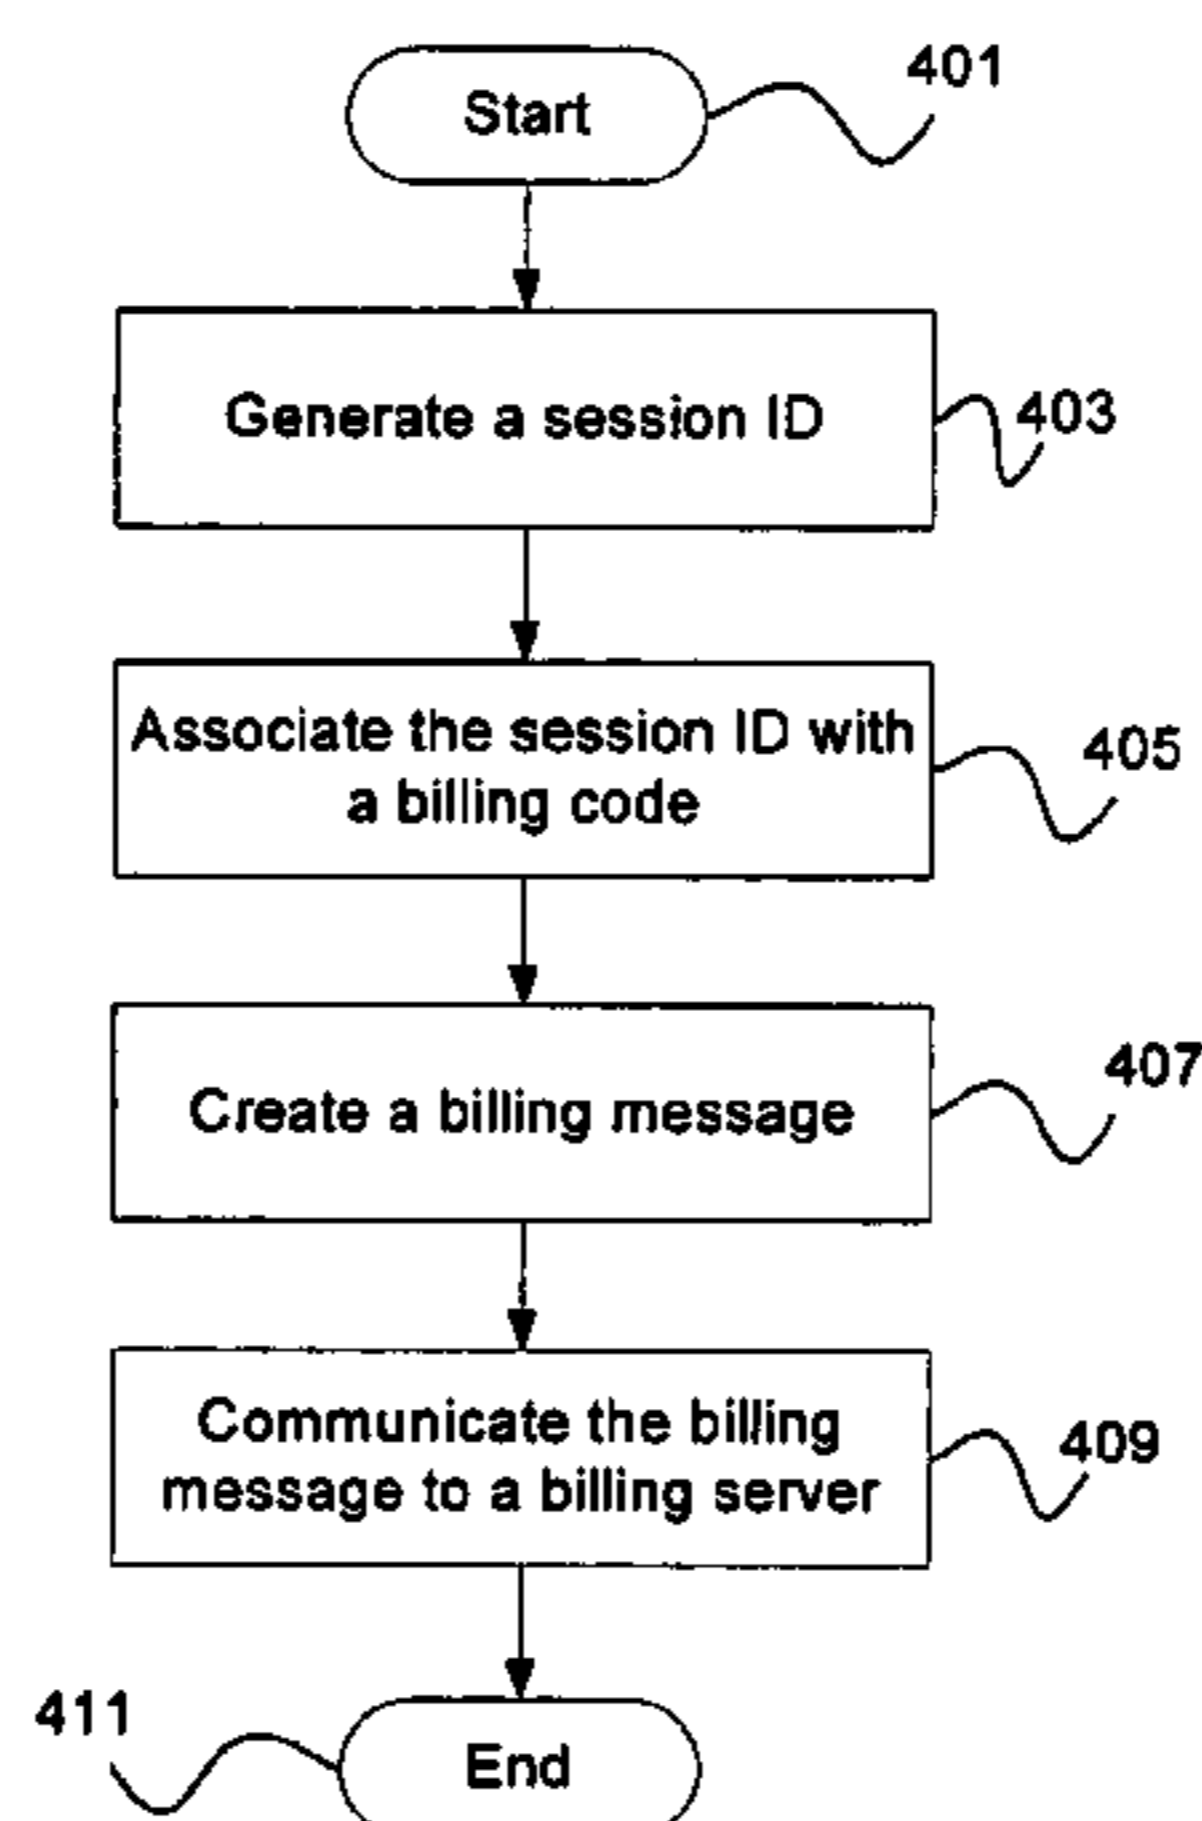 Start
401
Generate a session ID
403
Associate the session ID with
a billing code
405
Create a billing message
407
Communicate the billing
message to a billing server
409
411
End